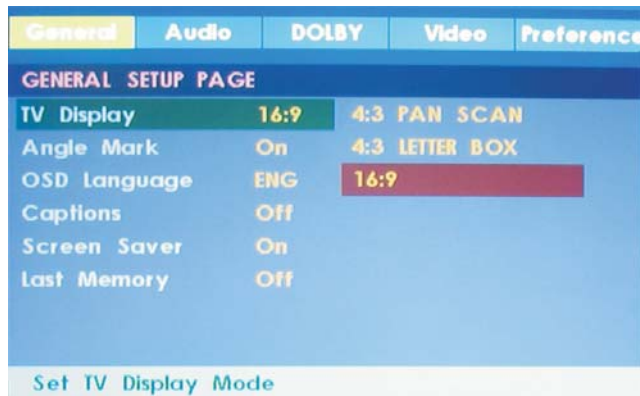 General Audio DOLBY Video Preference
GENERAL SETUP PAGE
TV Display 16:9 4:3 PAN SCAN
Angle Mark On 4:3 LETTER BOX
OSD Language ENG 16:9
Captions Off
Screen Saver On
Last Memory Off
Set TV Display Mode